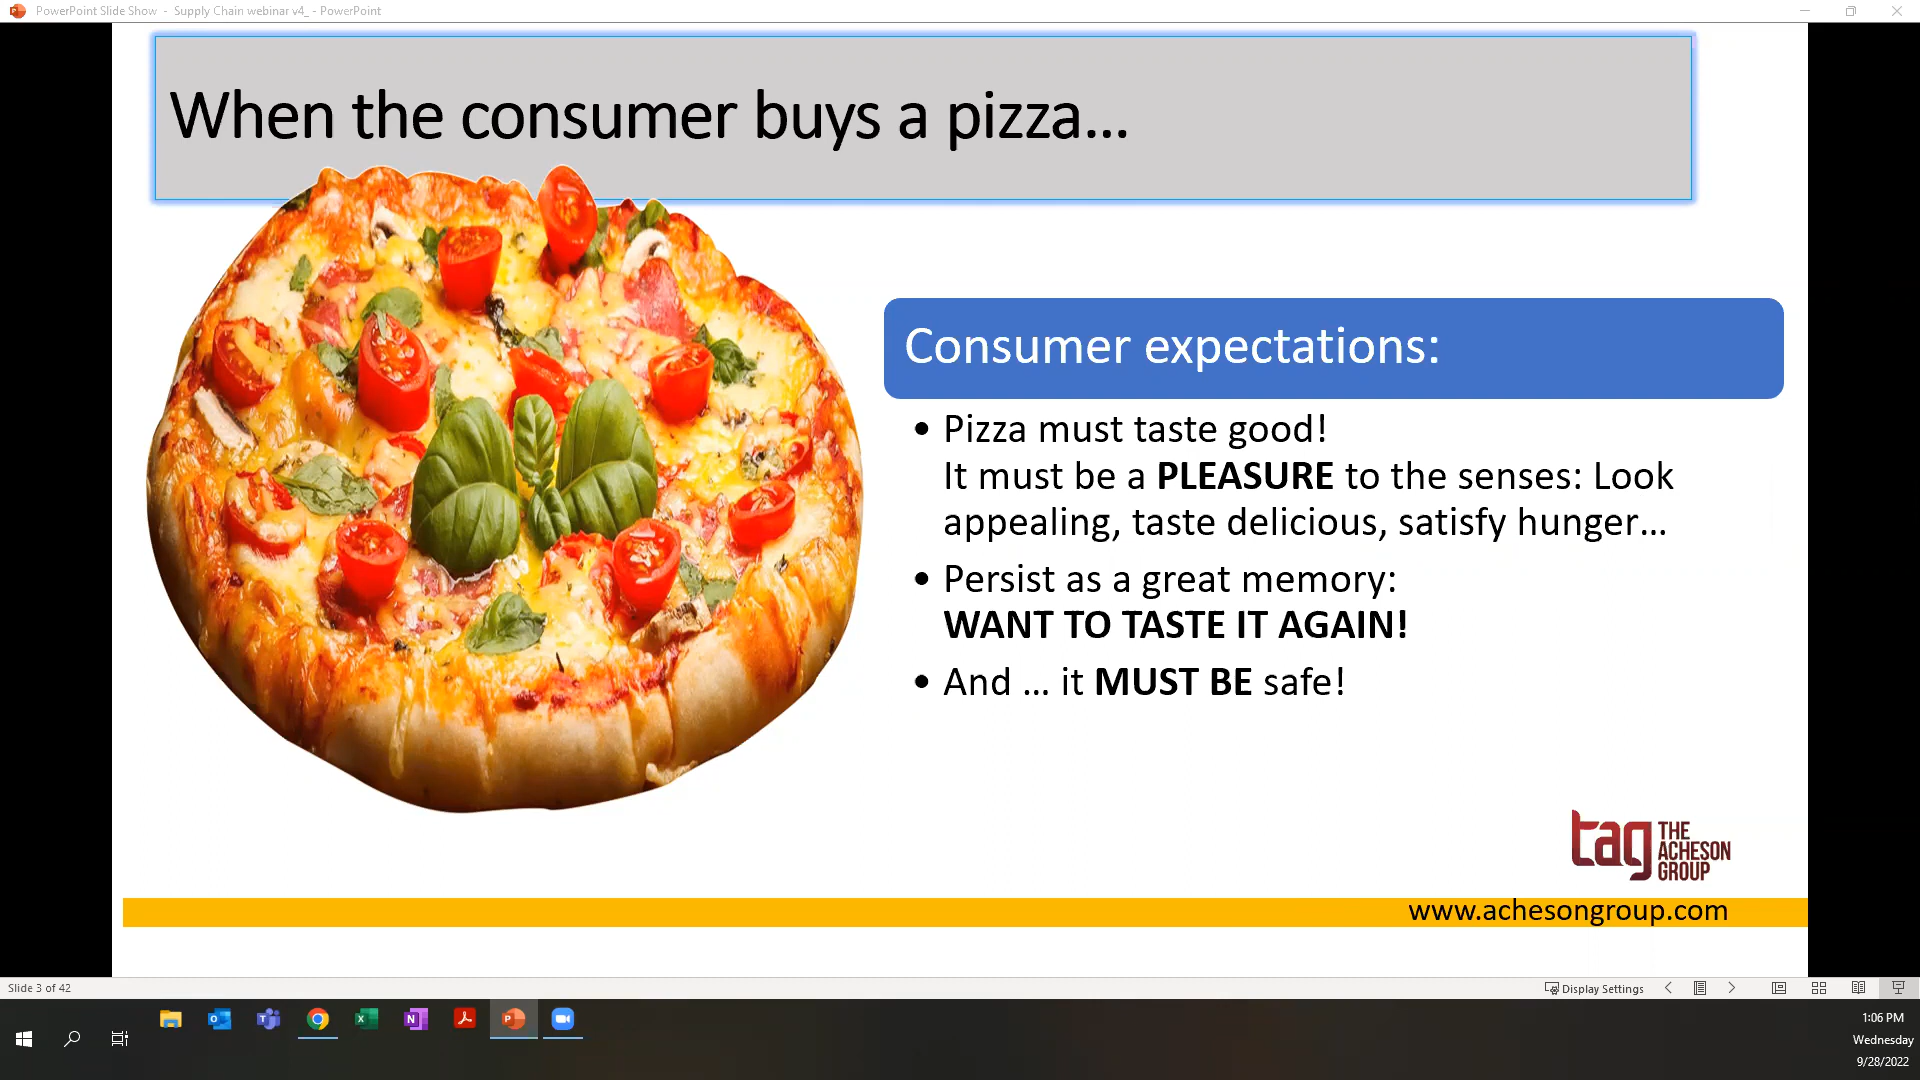 PowerPoint Slide Show - Supply Chain webinar v4_ - PowerPoint
When the consumer buys a pizza...
Consumer expectations:
• Pizza must taste good!
It must be a PLEASURE to the senses: Look
appealing, taste delicious, satisfy hunger...
• Persist as a great memory:
WANT TO TASTE IT AGAIN!
• And ... it MUST BE safe!
tag THE
ACHESON
GROUP
www.achesongroup.com
Slide 3 of 42
Display Settings
1:06 PM
Wednesday
9/28/2022